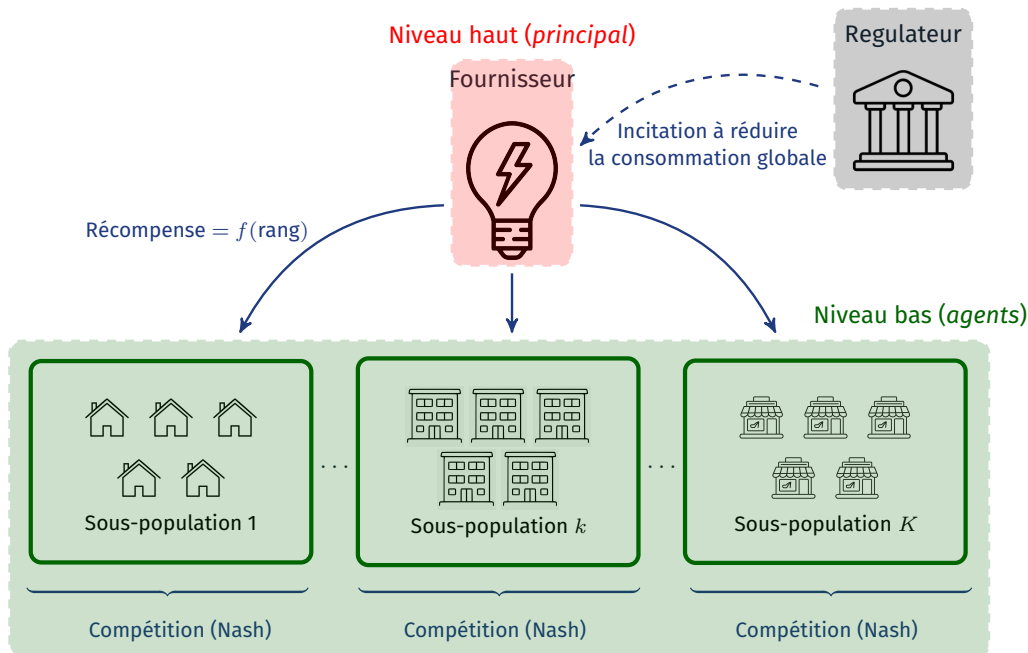 Niveau haut (principal)
Regulateur
Fournisseur
Incitation à réduire
la consommation globale
Récompense = f(rang)
Niveau bas (agents)
Sous-population 1
...
Sous-population k
...
Sous-population K
Compétition (Nash)
Compétition (Nash)
Compétition (Nash)